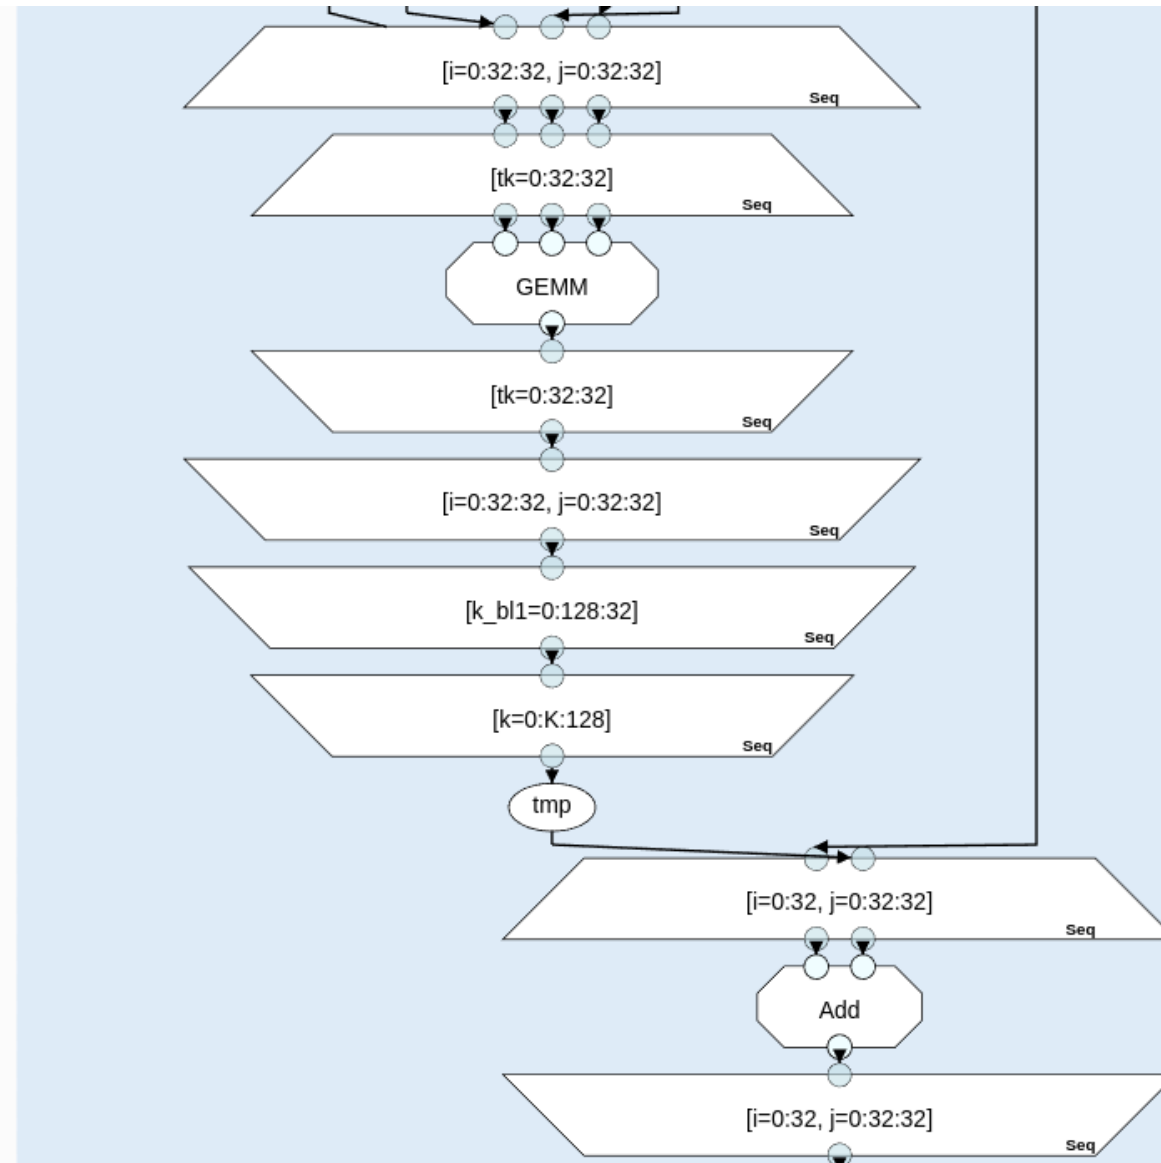 [i=0:32:32, j=0:32:32]
Seq
[tk=0:32:32]
Seq
GEMM
[tk=0:32:32]
Seq
[i=0:32:32, j=0:32:32]
Seq
[k_bl1=0:128:32]
Seq
[k=0:K:128]
Seq
tmp
[i=0:32, j=0:32:32]
Seq
Add
[i=0:32, j=0:32:32]
Seq